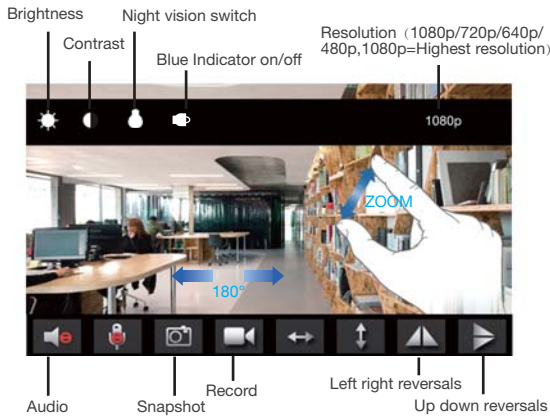 Brightness
Night vision switch
Contrast
Blue Indicator on/off
Resolution（1080p/720p/640p/
480p,1080p=Highest resolution）
1080p
ZOOM
180°
Audio
Snapshot
Record
Left right reversals
Up down reversals